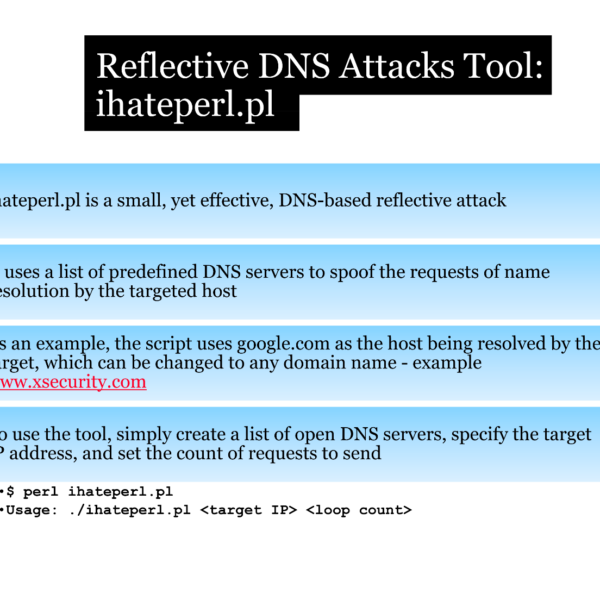 Reflective DNS Attacks Tool:
ihateperl.pl
hateperl.pl is a small, yet effective, DNS-based reflective attack
uses a list of predefined DNS servers to spoof the requests of name
esolution by the targeted host
s an example, the script uses google.com as the host being resolved by the
arget, which can be changed to any domain name - example
ww.xsecurity.com
o use the tool, simply create a list of open DNS servers, specify the target
P address, and set the count of requests to send
•$ perl ihateperl.pl
•Usage: ./ihateperl.pl <target IP> <loop count>